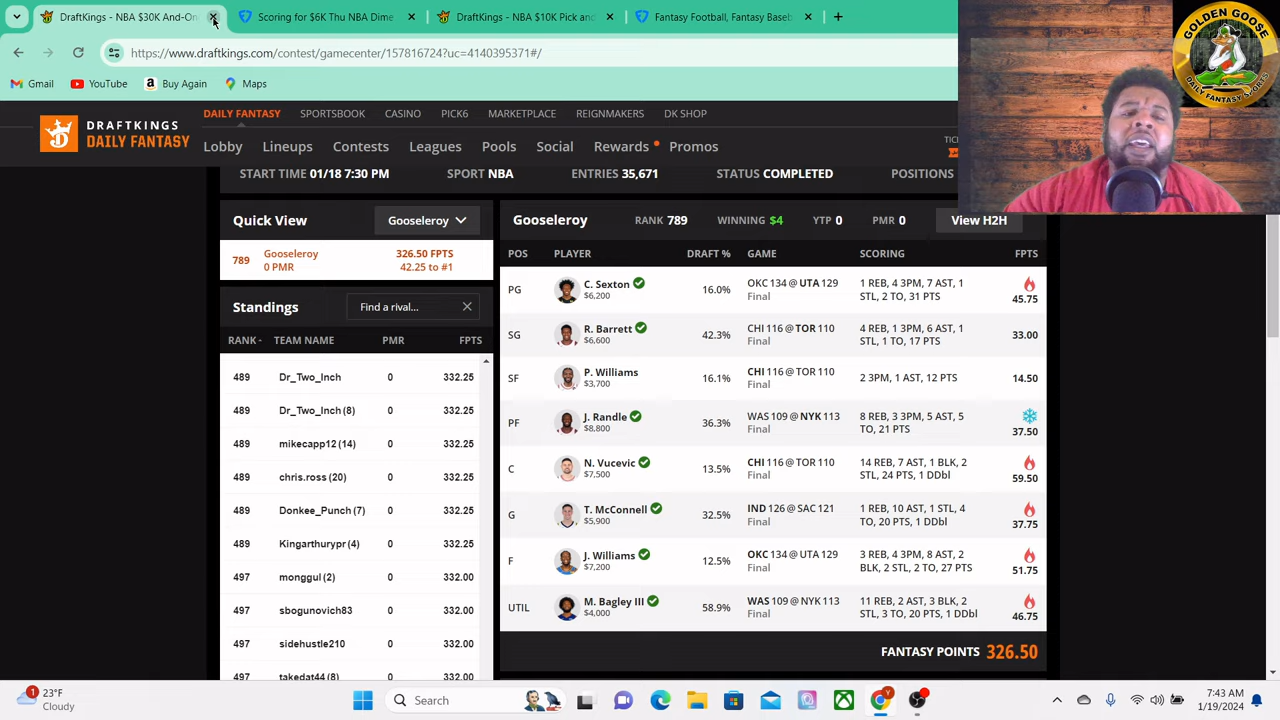 DraftKings - NBA $30K And-On
Scoring for $6K Thu NBA Dime
DraftKings - NBA $10K Pick and
Fantasy Football, Fantasy Baseb
https://www.draftkings.com/contest/gamecenter/157816724?uc=4140395371#/
Gmail YouTube Buy Again Maps
GOLDEN GOOSE
DAILY FANTASY SPORTS
DAILY FANTASY SPORTSBOOK CASINO PICK6 MARKETPLACE REIGNMAKERS DK SHOP
DRAFTKINGS
DAILY FANTASY
Lobby Lineups Contests Leagues Pools Social Rewards Promos
TIC
START TIME 01/18 7:30 PM SPORT NBA ENTRIES 35,671 STATUS COMPLETED POSITIONS
Quick View Gooseleroy
789 Gooseleroy 326.50 FPTS
0 PMR 42.25 to #1
Standings Find a rival...
RANK TEAM NAME PMR FPTS
489 Dr_Two_Inch 0 332.25
489 Dr_Two_Inch (8) 0 332.25
489 mikecapp12 (14) 0 332.25
489 chris.ross (20) 0 332.25
489 Donkee_Punch (7) 0 332.25
489 Kingarthurypr (4) 0 332.25
497 monggul (2) 0 332.00
497 sbogunovich83 0 332.00
497 sidehustle210 0 332.00
497 takedat44 (8) 0 332.00
Gooseleroy RANK 789 WINNING $4 YTP 0 PMR 0 View H2H
POS PLAYER DRAFT % GAME SCORING FPTS
PG C. Sexton $6,200 16.0% OKC 134 @ UTA 129 Final 1 REB, 4 3PM, 7 AST, 1 STL, 2 TO, 31 PTS 45.75
SG R. Barrett $6,600 42.3% CHI 116 @ TOR 110 Final 4 REB, 1 3PM, 6 AST, 1 STL, 1 TO, 17 PTS 33.00
SF P. Williams $3,700 16.1% CHI 116 @ TOR 110 Final 2 3PM, 1 AST, 12 PTS 14.50
PF J. Randle $8,800 36.3% WAS 109 @ NYK 113 Final 8 REB, 3 3PM, 5 AST, 5 TO, 21 PTS 37.50
C N. Vucevic $7,500 13.5% CHI 116 @ TOR 110 Final 14 REB, 7 AST, 1 BLK, 2 STL, 24 PTS, 1 DDbl 59.50
G T. McConnell $5,900 32.5% IND 126 @ SAC 121 Final 1 REB, 10 AST, 1 STL, 4 TO, 20 PTS, 1 DDbl 37.75
F J. Williams $7,200 12.5% OKC 134 @ UTA 129 Final 3 REB, 4 3PM, 8 AST, 2 BLK, 2 STL, 2 TO, 27 PTS 51.75
UTIL M. Bagley III $4,000 58.9% WAS 109 @ NYK 113 Final 11 REB, 2 AST, 3 BLK, 2 STL, 3 TO, 20 PTS, 1 DDbl 46.75
FANTASY POINTS 326.50
1 23°F
Cloudy
Search
7:43 AM
1/19/2024